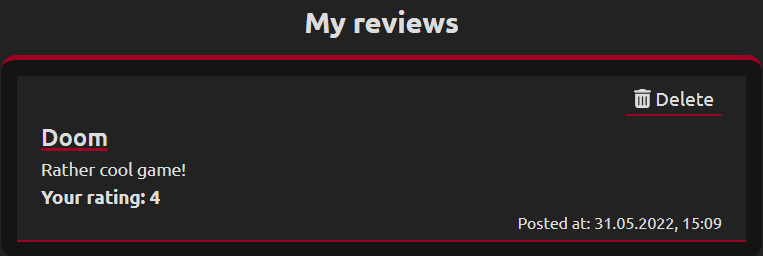 My reviews
Delete
Doom
Rather cool game!
Your rating: 4
Posted at: 31.05.2022, 15:09